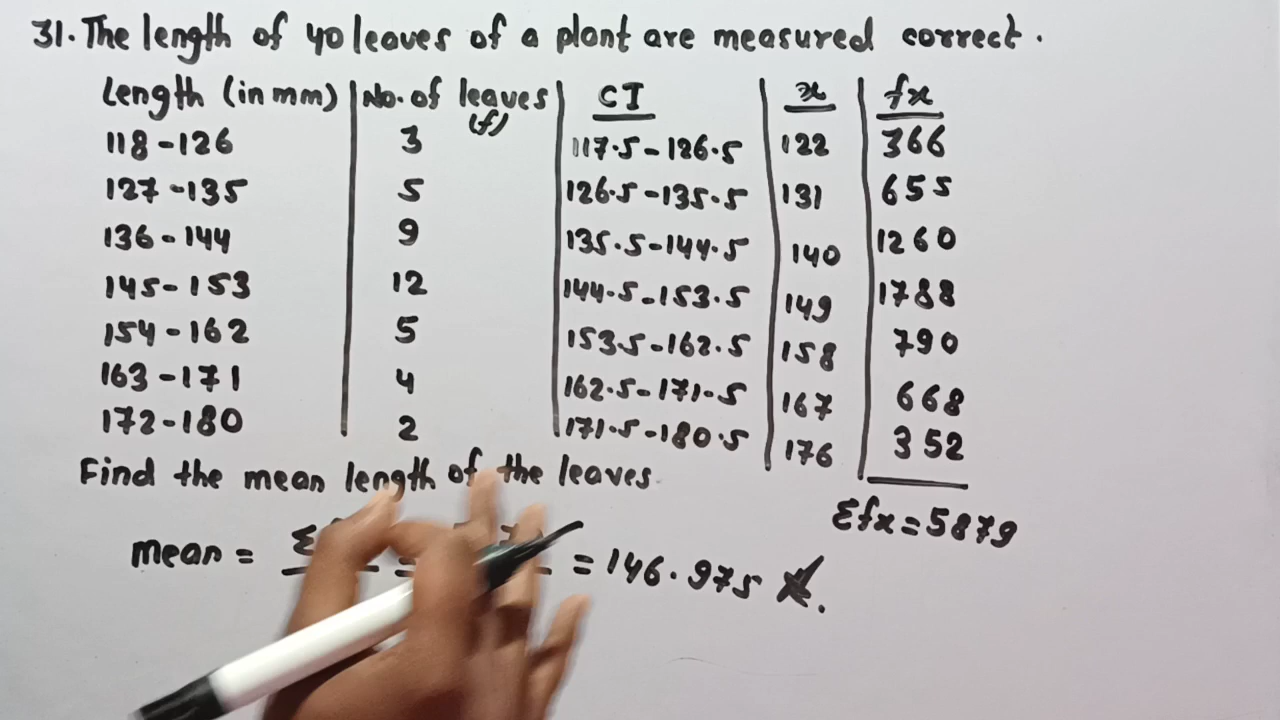 31. The length of 40 leaves of a plant are measured correct.
Length (in mm) No. of leaves (f) CI x fx
118-126 3 117.5-126.5 122 366
127-135 5 126.5-135.5 131 655
136-144 9 135.5-144.5 140 1260
145-153 12 144.5-153.5 149 1788
154-162 5 153.5-162.5 158 790
163-171 4 162.5-171.5 167 668
172-180 2 171.5-180.5 176 352
Find the mean length of the leaves.
Σfx = 5879
mean = = = 146.975